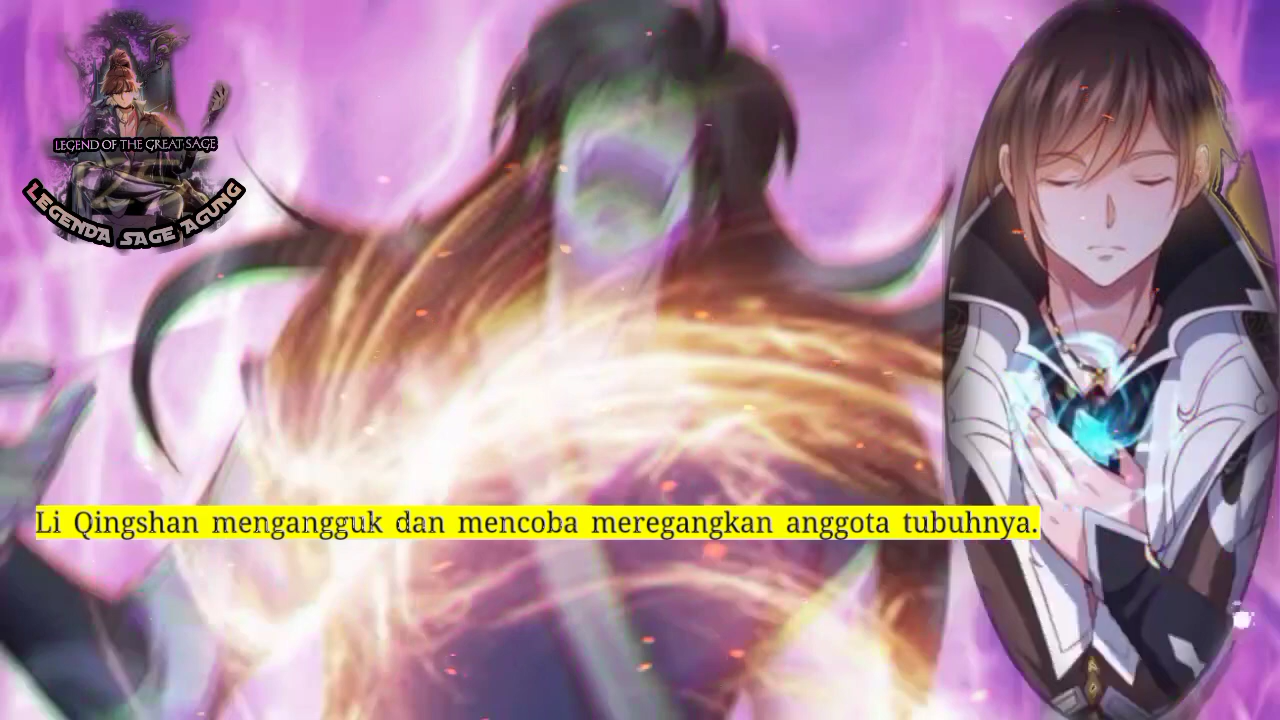 LEGEND OF THE GREAT SAGE
LEGENDA SAGE AGUNG
Li Qingshan mengangguk dan mencoba meregangkan anggota tubuhnya.